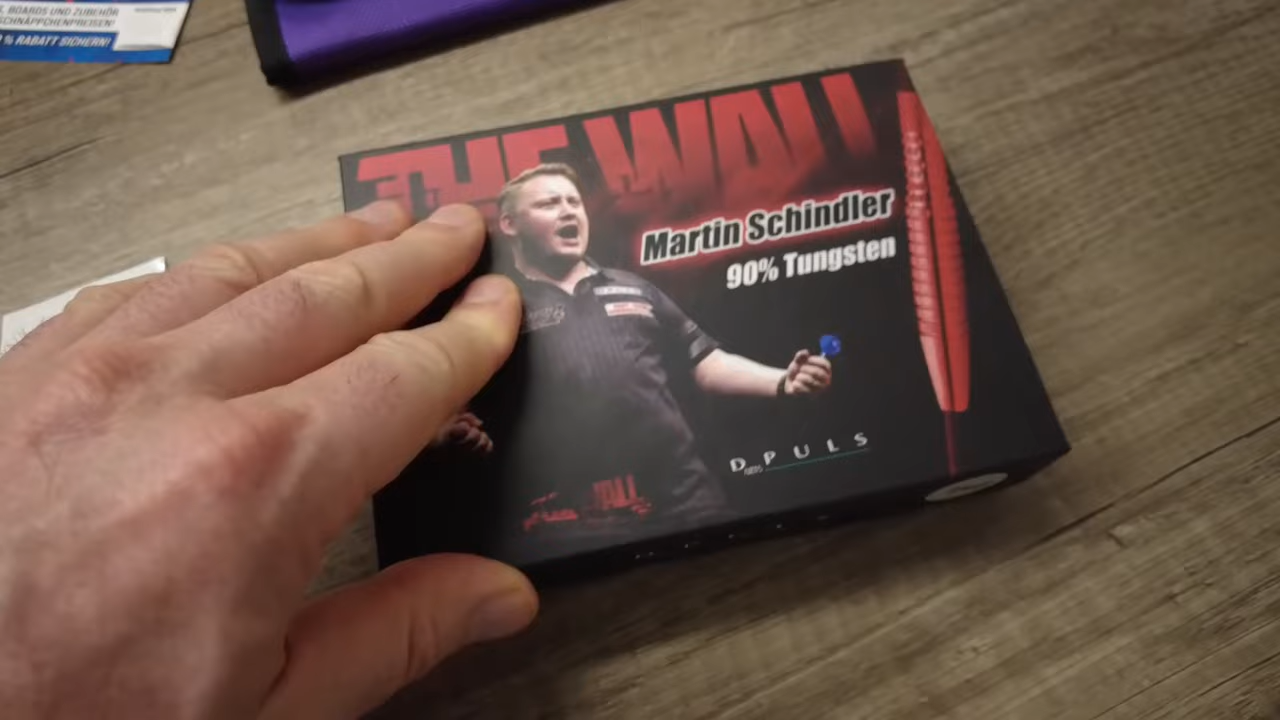 , BOARDS UND ZUBEHÖR
SCHNÄPPCHENPREISEN!
% RABATT SICHERN!
THE WALL
Martin Schindler
90% Tungsten
DPULS